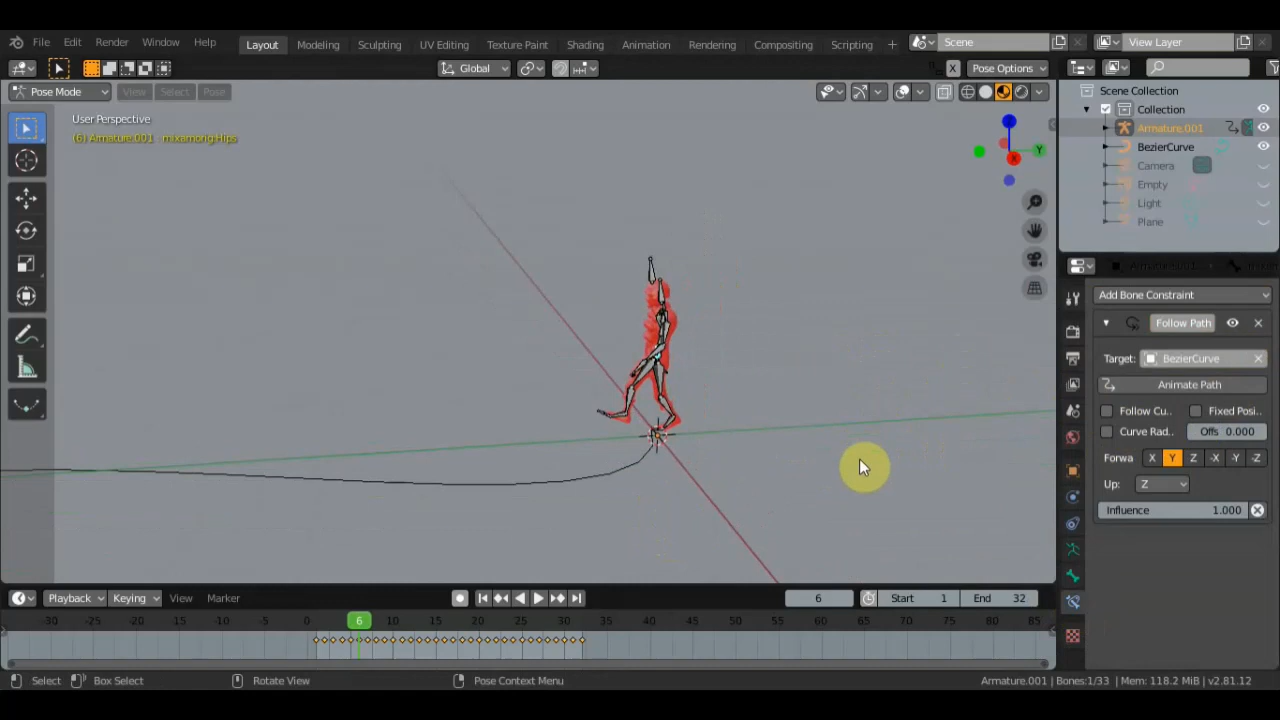 File Edit Render Window Help Layout Modeling Sculpting UV Editing Texture Paint Shading Animation Rendering Compositing Scripting + Scene View Layer
Global X Pose Options
Pose Mode View Select Pose
User Perspective
(6) Armature.001 : mixamorig:Hips
X
Y
Scene Collection
Collection
Armature.001
BezierCurve
Camera
Empty
Light
Plane
Add Bone Constraint
Follow Path
Target: BezierCurve
Animate Path
Follow Cu.. Fixed Posi..
Curve Rad.. Offs 0.000
Forwa X Y Z -X -Y -Z
Up: Z
Influence 1.000
Playback Keying View Marker 6 Start 1 End 32
-30 -25 -20 -15 -10 -5 0 6 10 15 20 25 30 35 40 45 50 55 60 65 70 75 80 85
Select Box Select Rotate View Pose Context Menu Armature.001 | Bones:1/33 | Mem: 118.2 MiB | v2.81.12